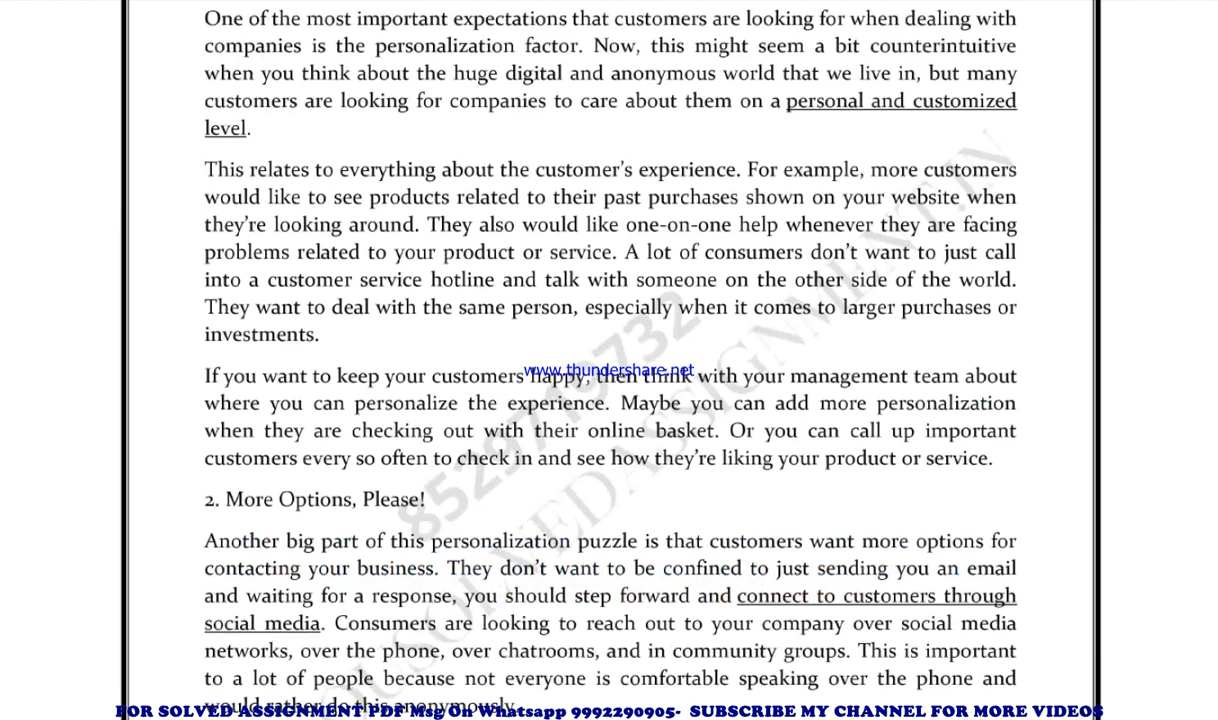 One of the most important expectations that customers are looking for when dealing with
companies is the personalization factor. Now, this might seem a bit counterintuitive
when you think about the huge digital and anonymous world that we live in, but many
customers are looking for companies to care about them on a personal and customized
level.
This relates to everything about the customer's experience. For example, more customers
would like to see products related to their past purchases shown on your website when
they're looking around. They also would like one-on-one help whenever they are facing
problems related to your product or service. A lot of consumers don't want to just call
into a customer service hotline and talk with someone on the other side of the world.
They want to deal with the same person, especially when it comes to larger purchases or
investments.
If you want to keep your customers happy, then think with your management team about
www.thundershare.net
where you can personalize the experience. Maybe you can add more personalization
when they are checking out with their online basket. Or you can call up important
customers every so often to check in and see how they're liking your product or service.
8529719732
2. More Options, Please!
Another big part of this personalization puzzle is that customers want more options for
contacting your business. They don't want to be confined to just sending you an email
and waiting for a response, you should step forward and connect to customers through
social media. Consumers are looking to reach out to your company over social media
networks, over the phone, over chatrooms, and in community groups. This is important
to a lot of people because not everyone is comfortable speaking over the phone and
would rather do this anonymously.
FOR SOLVED ASSIGNMENT PDF Msg On Whatsapp 9992290905- SUBSCRIBE MY CHANNEL FOR MORE VIDEOS